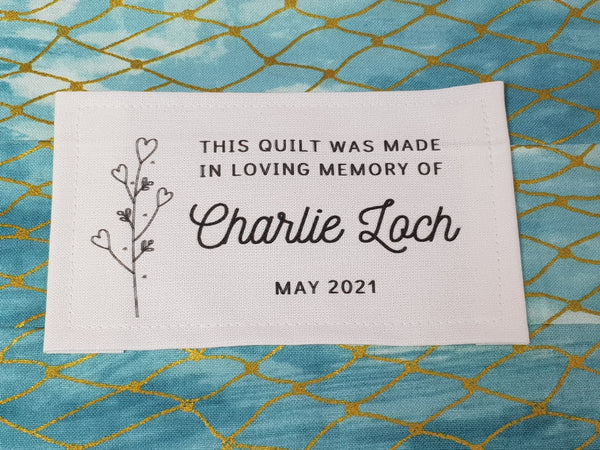 THIS QUILT WAS MADE
IN LOVING MEMORY OF
Charlie Loch
MAY 2021